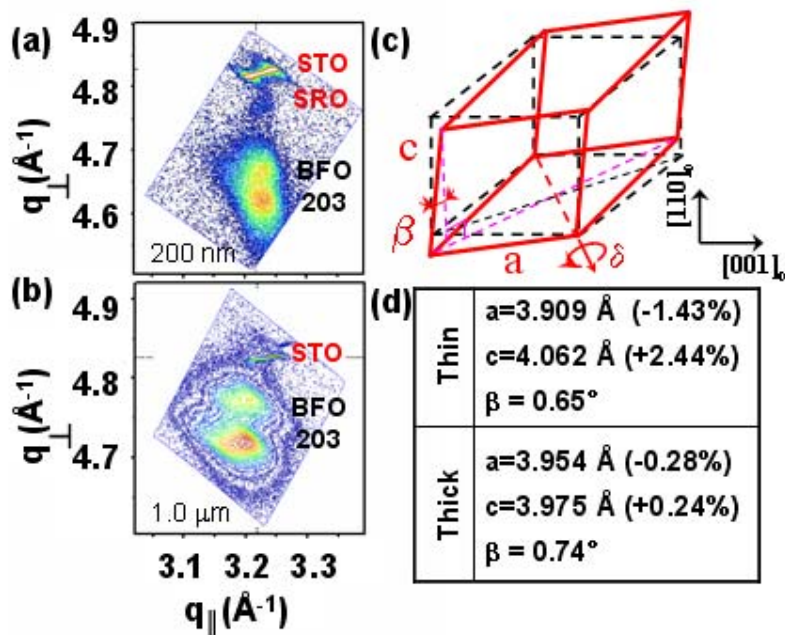 (a)
4.9
4.8
4.7
4.6
q⊥ (Å⁻¹)
STO
SRO
BFO
203
200 nm
(b)
4.9
4.8
4.7
q⊥ (Å⁻¹)
STO
BFO
203
1.0 μm
3.1 3.2 3.3
q|| (Å⁻¹)
(c)
c
β
a
δ
[110]
[001]
(d)
Thin
a=3.909 Å (-1.43%)
c=4.062 Å (+2.44%)
β = 0.65°
Thick
a=3.954 Å (-0.28%)
c=3.975 Å (+0.24%)
β = 0.74°